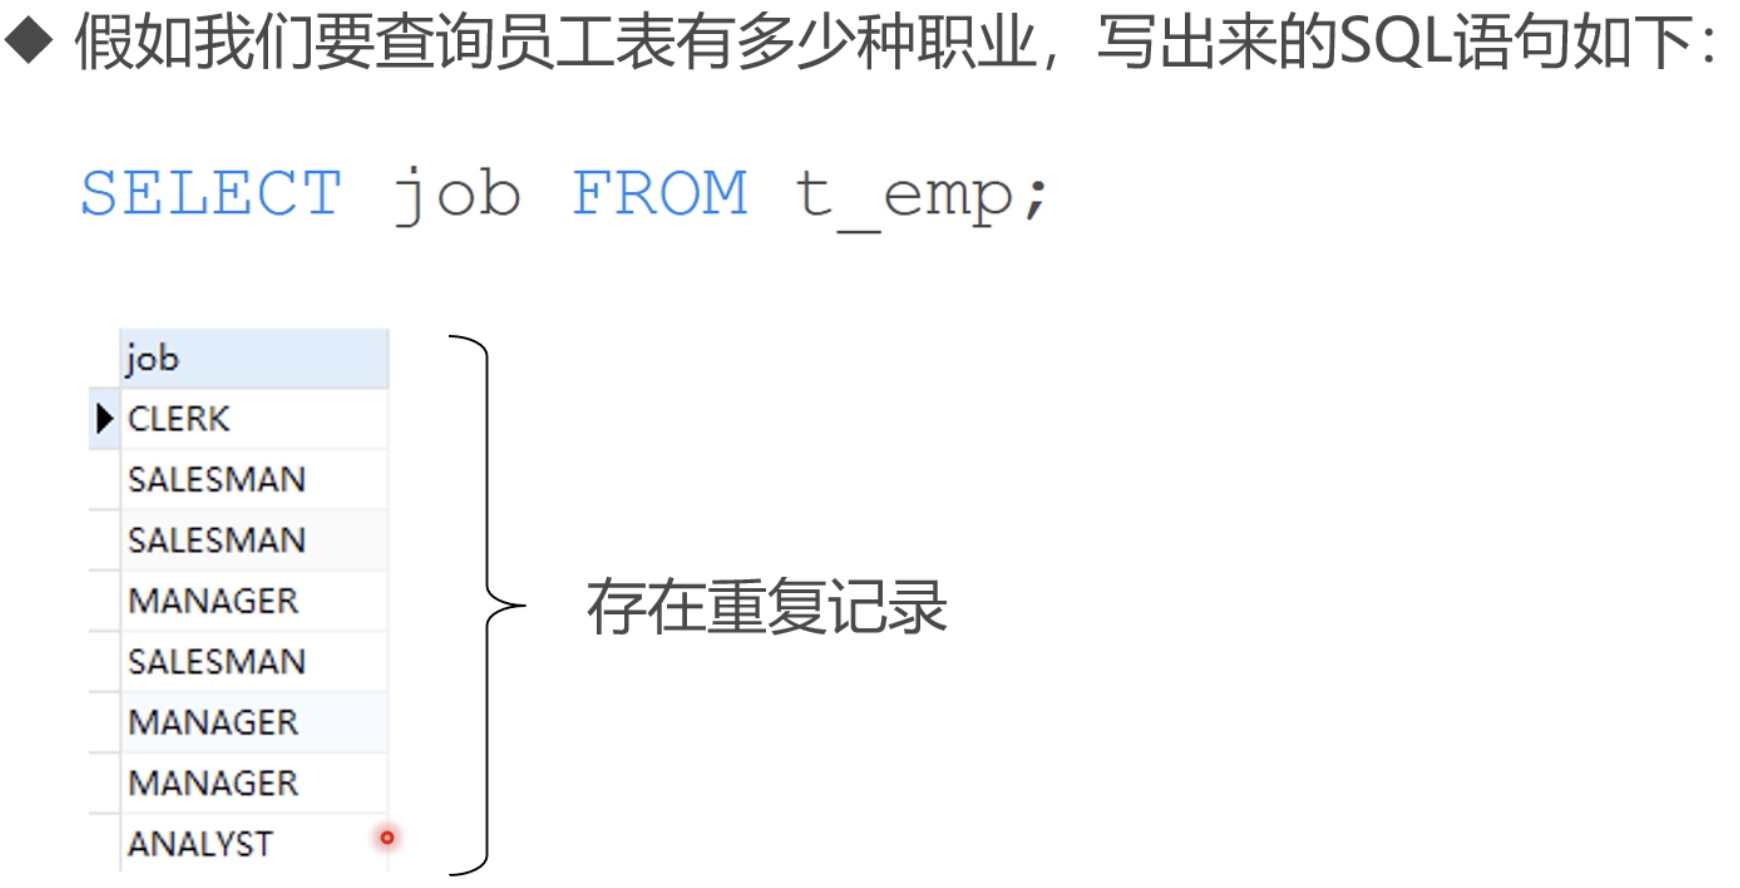 假如我们要查询员工表有多少种职业，写出来的SQL语句如下：
SELECT job FROM t_emp;
job
CLERK
SALESMAN
SALESMAN
MANAGER
SALESMAN
MANAGER
MANAGER
ANALYST
存在重复记录